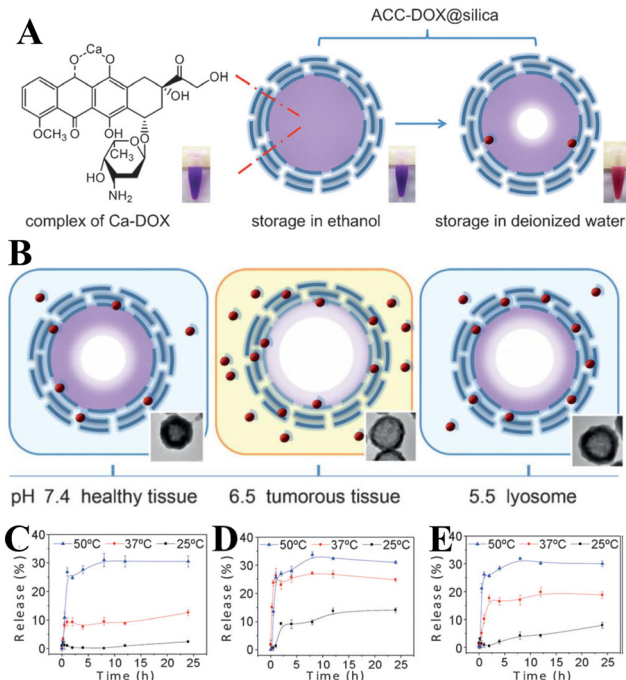 A
ACC-DOX@silica
Ca
O O
OH
O
OH
OCH₃ O
OH O
CH₃ O
HO
NH₂
complex of Ca-DOX
storage in ethanol
storage in deionized water
B
pH 7.4 healthy tissue
6.5 tumorous tissue
5.5 lyosome
C
50ºC 37ºC 25ºC
Release (%)
40
30
20
10
0
0 5 10 15 20 25
Time (h)
D
50ºC 37ºC 25ºC
Release (%)
40
30
20
10
0
0 5 10 15 20 25
Time (h)
E
50ºC 37ºC 25ºC
Release (%)
40
30
20
10
0
0 5 10 15 20 25
Time (h)